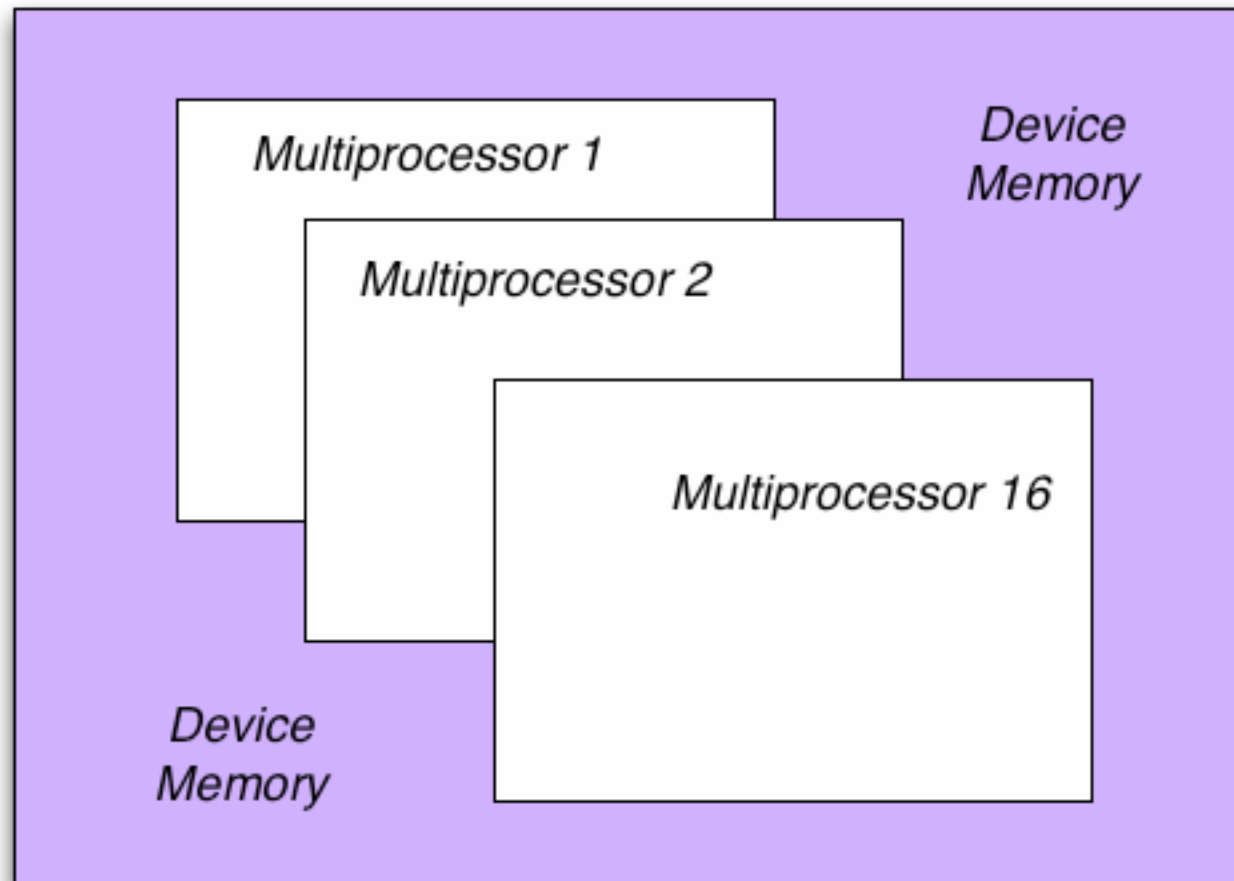 Multiprocessor 1
Device
Memory
Multiprocessor 2
Multiprocessor 16
Device
Memory